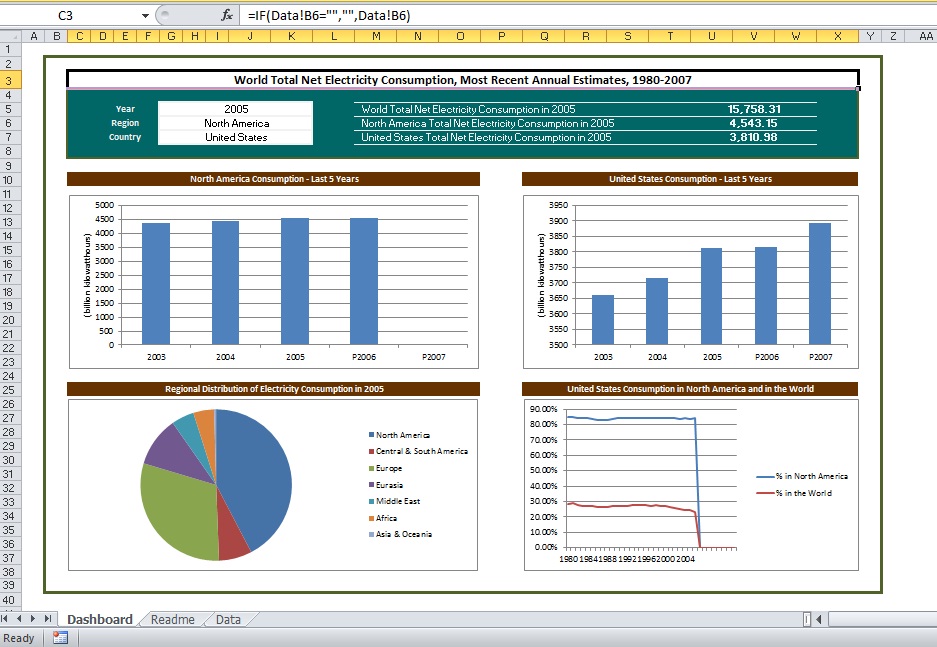 C3 fx =IF(Data!B6="","",Data!B6)
A B C D E F G H I J K L M N O P Q R S T U V W X Y Z AA
1
2
3 World Total Net Electricity Consumption, Most Recent Annual Estimates, 1980-2007
4
5 Year 2005 World Total Net Electricity Consumption in 2005 15,758.31
6 Region North America North America Total Net Electricity Consumption in 2005 4,543.15
7 Country United States United States Total Net Electricity Consumption in 2005 3,810.98
8
9
10 North America Consumption - Last 5 Years United States Consumption - Last 5 Years
11
12
13
14
15
16
17
18
19
20
21
22
23
24
(billion kilowatthours)
5000
4500
4000
3500
3000
2500
2000
1500
1000
500
0
2003 2004 2005 P2006 P2007
(billion kilowatthours)
3950
3900
3850
3800
3750
3700
3650
3600
3550
3500
2003 2004 2005 P2006 P2007
25 Regional Distribution of Electricity Consumption in 2005 United States Consumption in North America and in the World
26
27
28
29
30
31
32
33
34
35
36
37
38
39
40
North America
Central & South America
Europe
Eurasia
Middle East
Africa
Asia & Oceania
90.00%
80.00%
70.00%
60.00%
50.00%
40.00%
30.00%
20.00%
10.00%
0.00%
1980 1984 1988 1992 1996 2000 2004
% in North America
% in the World
Dashboard Readme Data
Ready